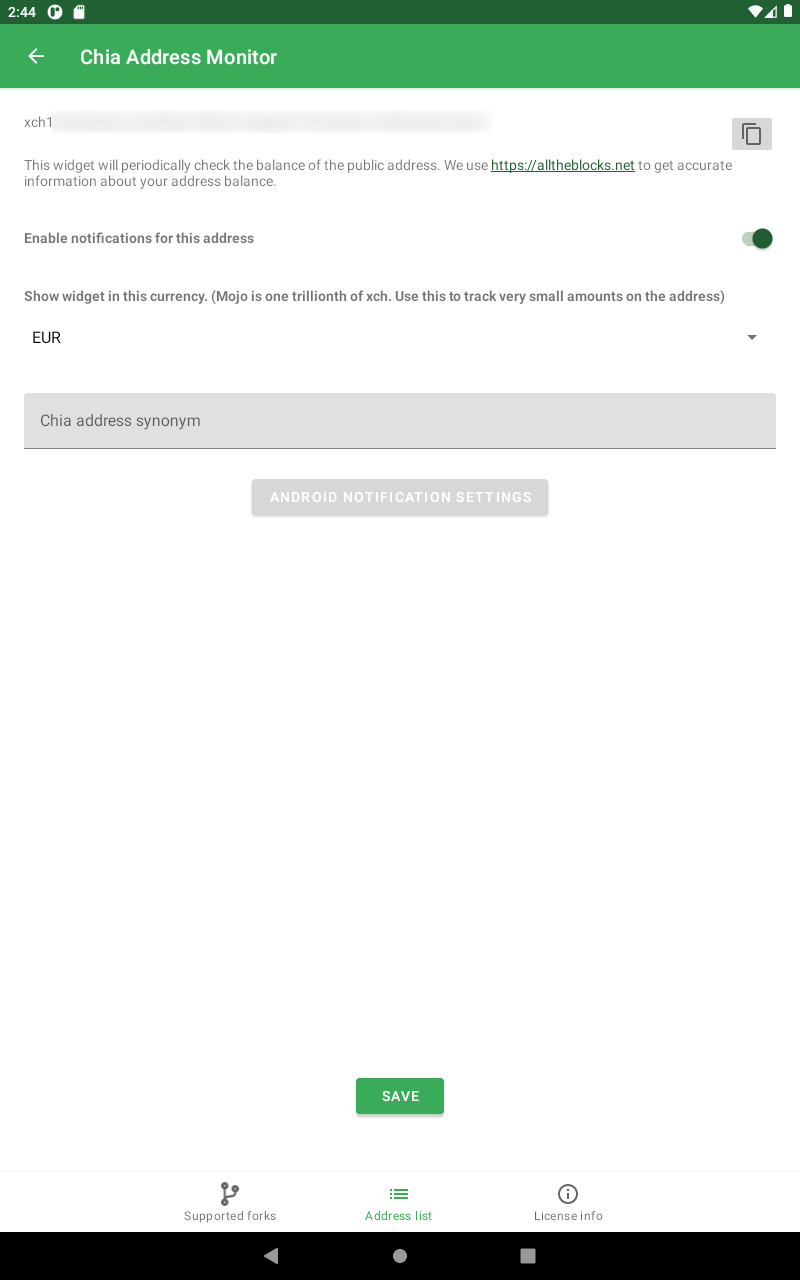 2:44
Chia Address Monitor
xch1
This widget will periodically check the balance of the public address. We use https://alltheblocks.net to get accurate
information about your address balance.
Enable notifications for this address
Show widget in this currency. (Mojo is one trillionth of xch. Use this to track very small amounts on the address)
EUR
Chia address synonym
ANDROID NOTIFICATION SETTINGS
SAVE
Supported forks
Address list
License info